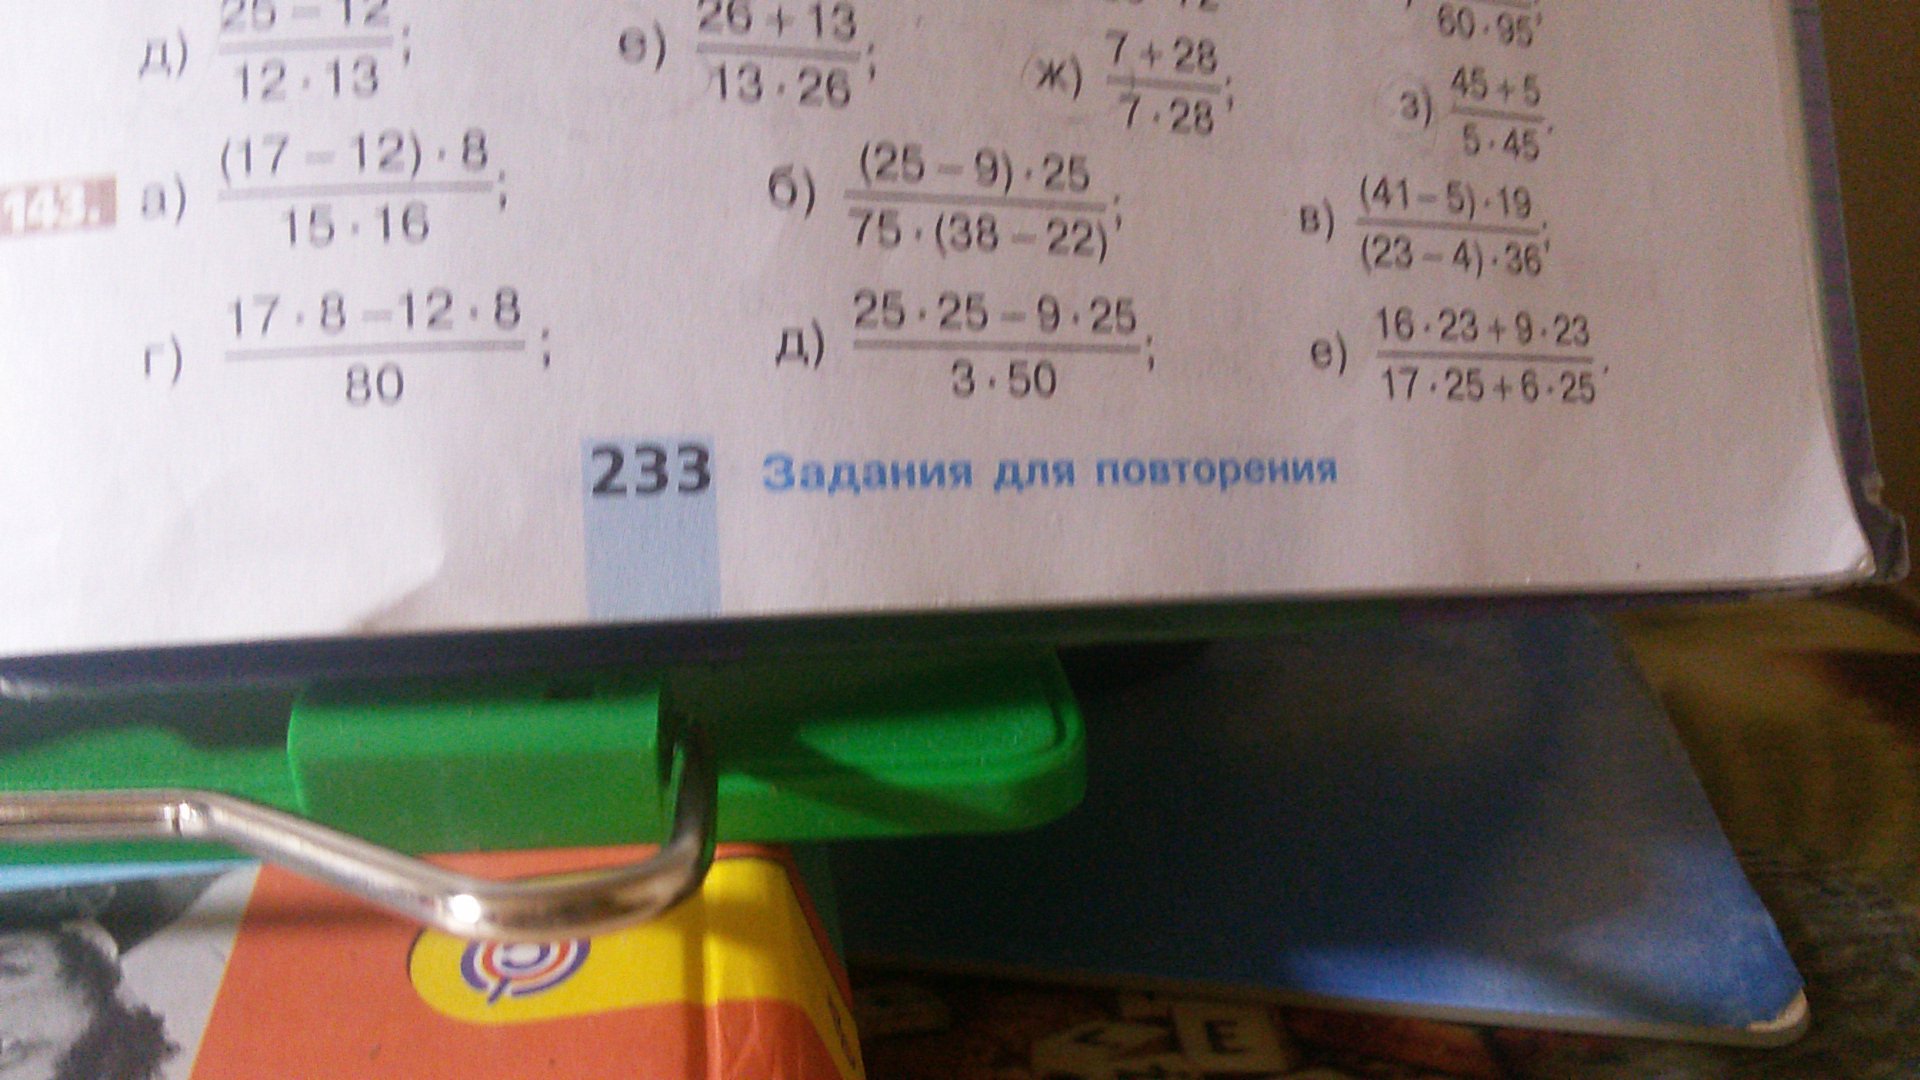 д) 25 − 12 / 12 · 13 ; е) 26 + 13 / 13 · 26 ; ж) 7 + 28 / 7 · 28 ; 60 · 95 ;
з) 45 + 5 / 5 · 45 .
143. а) (17 − 12) · 8 / 15 · 16 ; б) (25 − 9) · 25 / 75 · (38 − 22) ; в) (41 − 5) · 19 / (23 − 4) · 36 ;
г) 17 · 8 − 12 · 8 / 80 ; д) 25 · 25 − 9 · 25 / 3 · 50 ; е) 16 · 23 + 9 · 23 / 17 · 25 + 6 · 25 .
233 Задания для повторения
Е